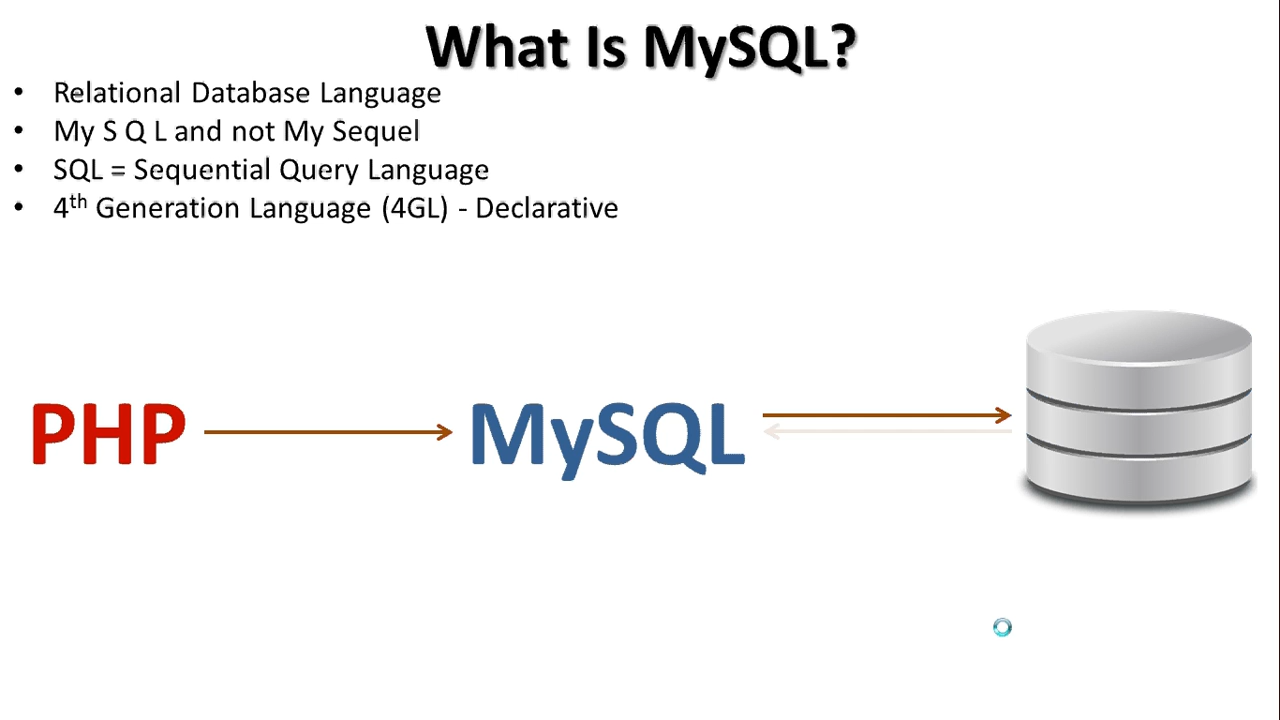 What Is MySQL?
• Relational Database Language
• My S Q L and not My Sequel
• SQL = Sequential Query Language
• 4th Generation Language (4GL) - Declarative
PHP
MySQL